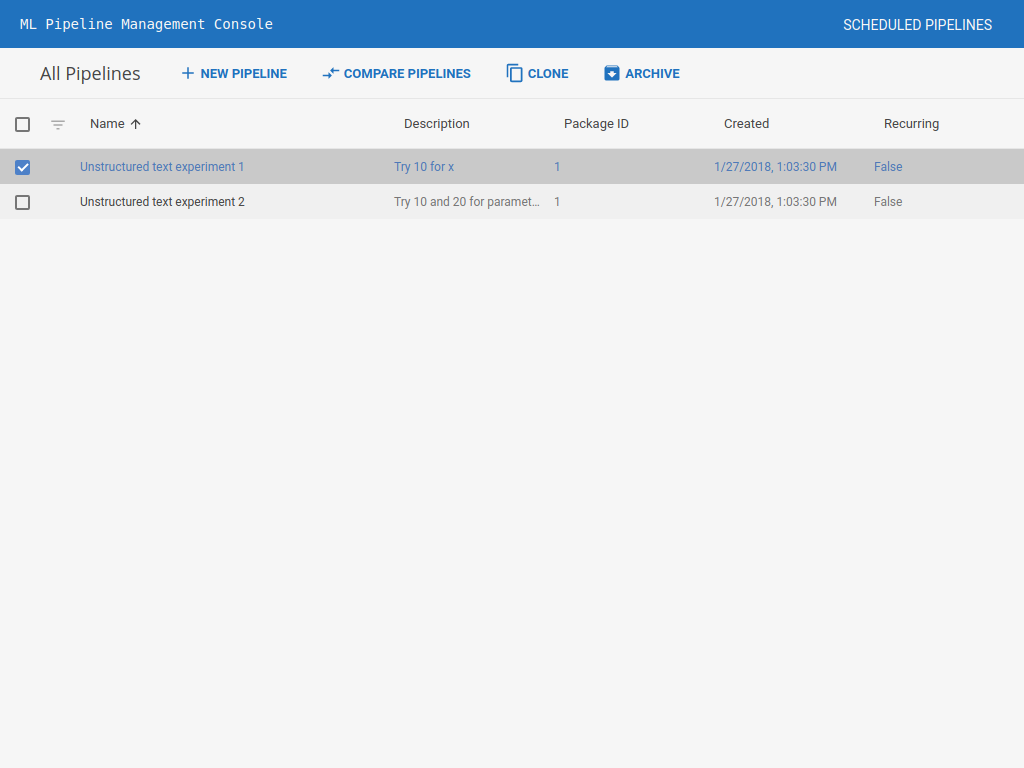 ML Pipeline Management Console SCHEDULED PIPELINES
All Pipelines NEW PIPELINE COMPARE PIPELINES CLONE ARCHIVE
Name Description Package ID Created Recurring
Unstructured text experiment 1 Try 10 for x 1 1/27/2018, 1:03:30 PM False
Unstructured text experiment 2 Try 10 and 20 for paramet... 1 1/27/2018, 1:03:30 PM False